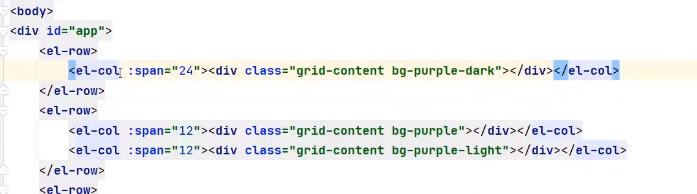 <body>
<div id="app">
<el-row>
<el-col :span="24"><div class="grid-content bg-purple-dark"></div></el-col>
</el-row>
<el-row>
<el-col :span="12"><div class="grid-content bg-purple"></div></el-col>
<el-col :span="12"><div class="grid-content bg-purple-light"></div></el-col>
</el-row>
<el-row>